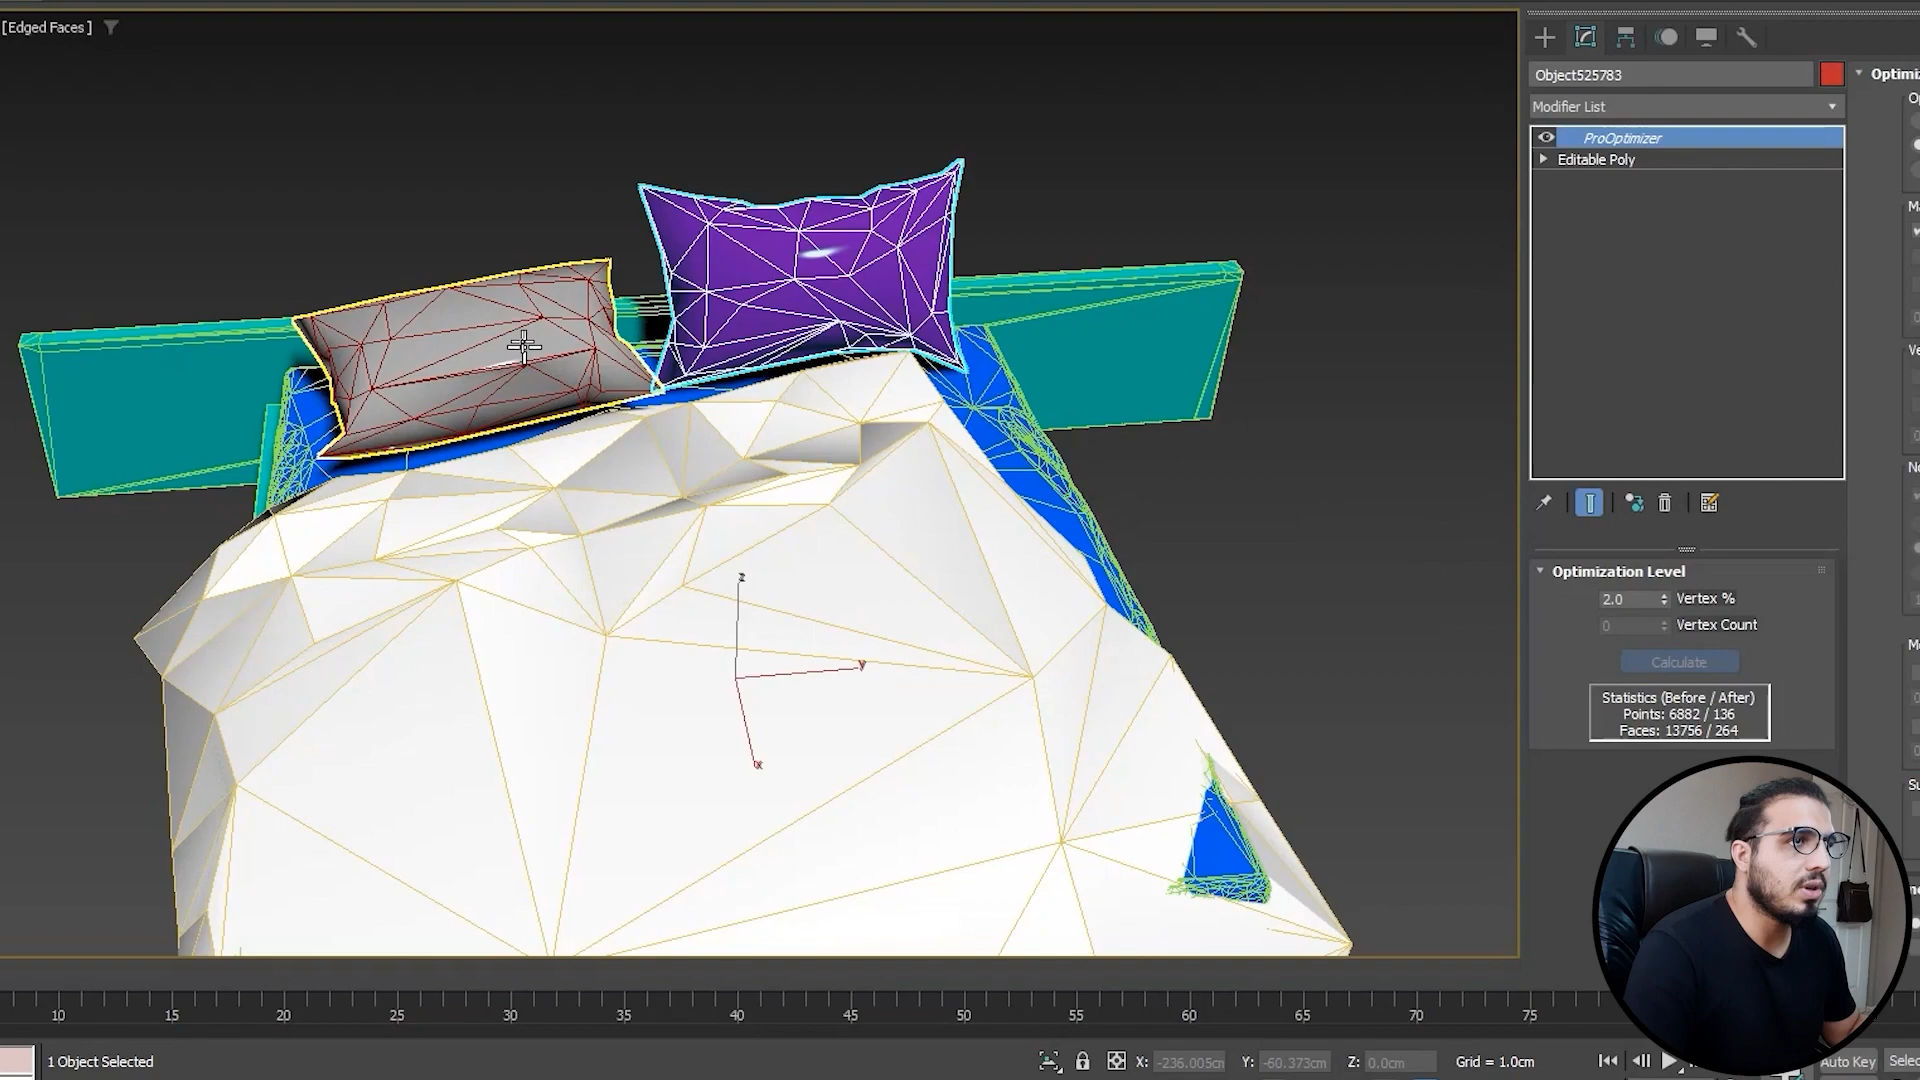 [Edged Faces]
Object525783
Optimiz
Modifier List
ProOptimizer
Editable Poly
Optimization Level
2.0 Vertex %
0 Vertex Count
Calculate
Statistics (Before / After)
Points: 6882 / 136
Faces: 13756 / 264
z
y
x
10 15 20 25 30 35 40 45 50 55 60 65 70 75
1 Object Selected
X: -236.005cm Y: -60.373cm Z: 0.0cm Grid = 1.0cm
Auto Key Selec